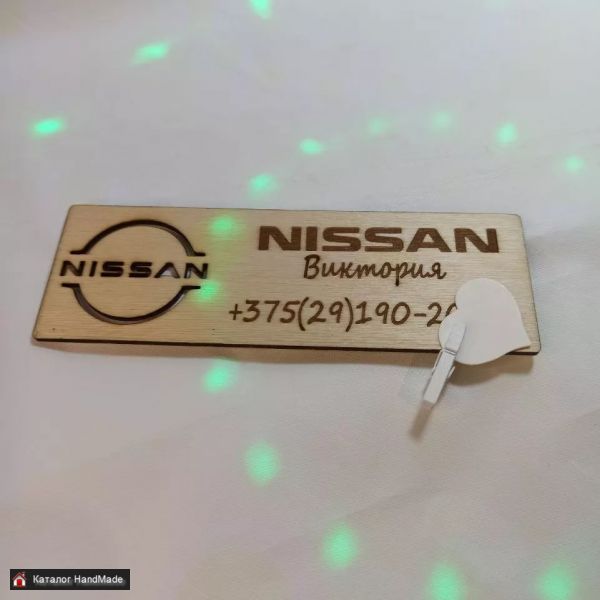 NISSAN
NISSAN
Виктория
+375(29)190-2
Каталог HandMade